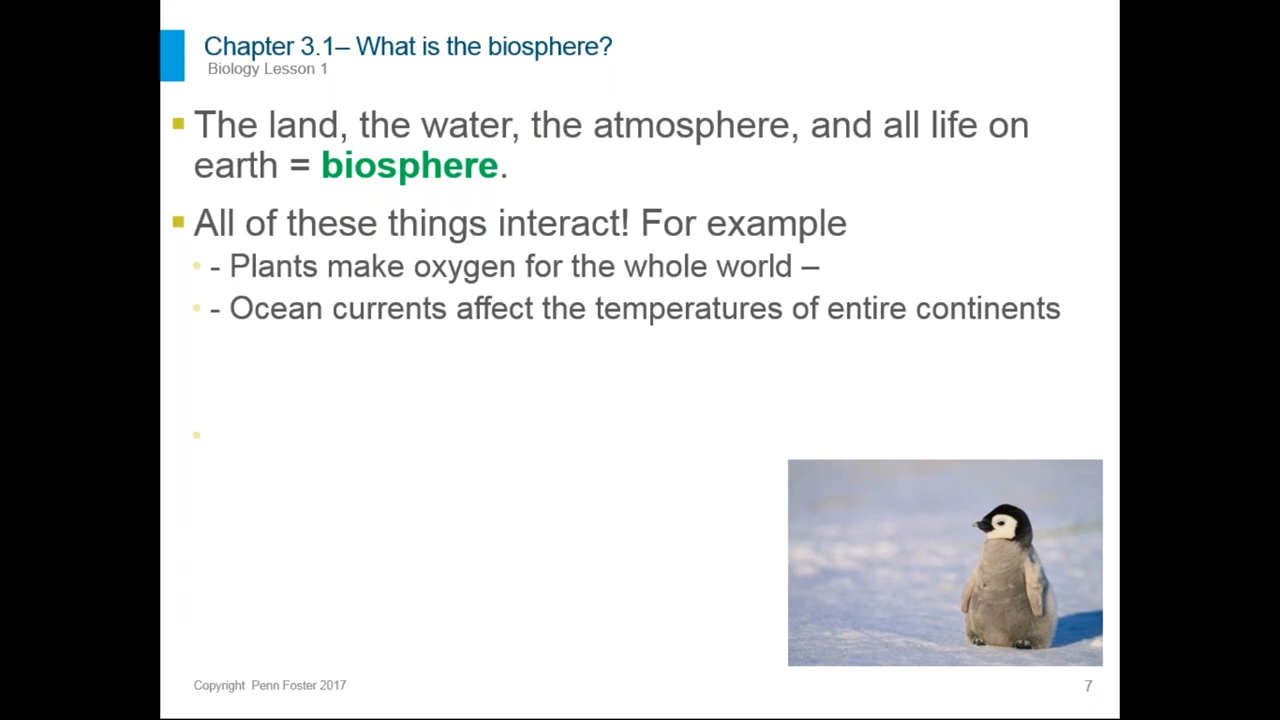 Chapter 3.1– What is the biosphere?
Biology Lesson 1
The land, the water, the atmosphere, and all life on
earth = biosphere.
All of these things interact! For example
- Plants make oxygen for the whole world –
- Ocean currents affect the temperatures of entire continents
Copyright Penn Foster 2017
7